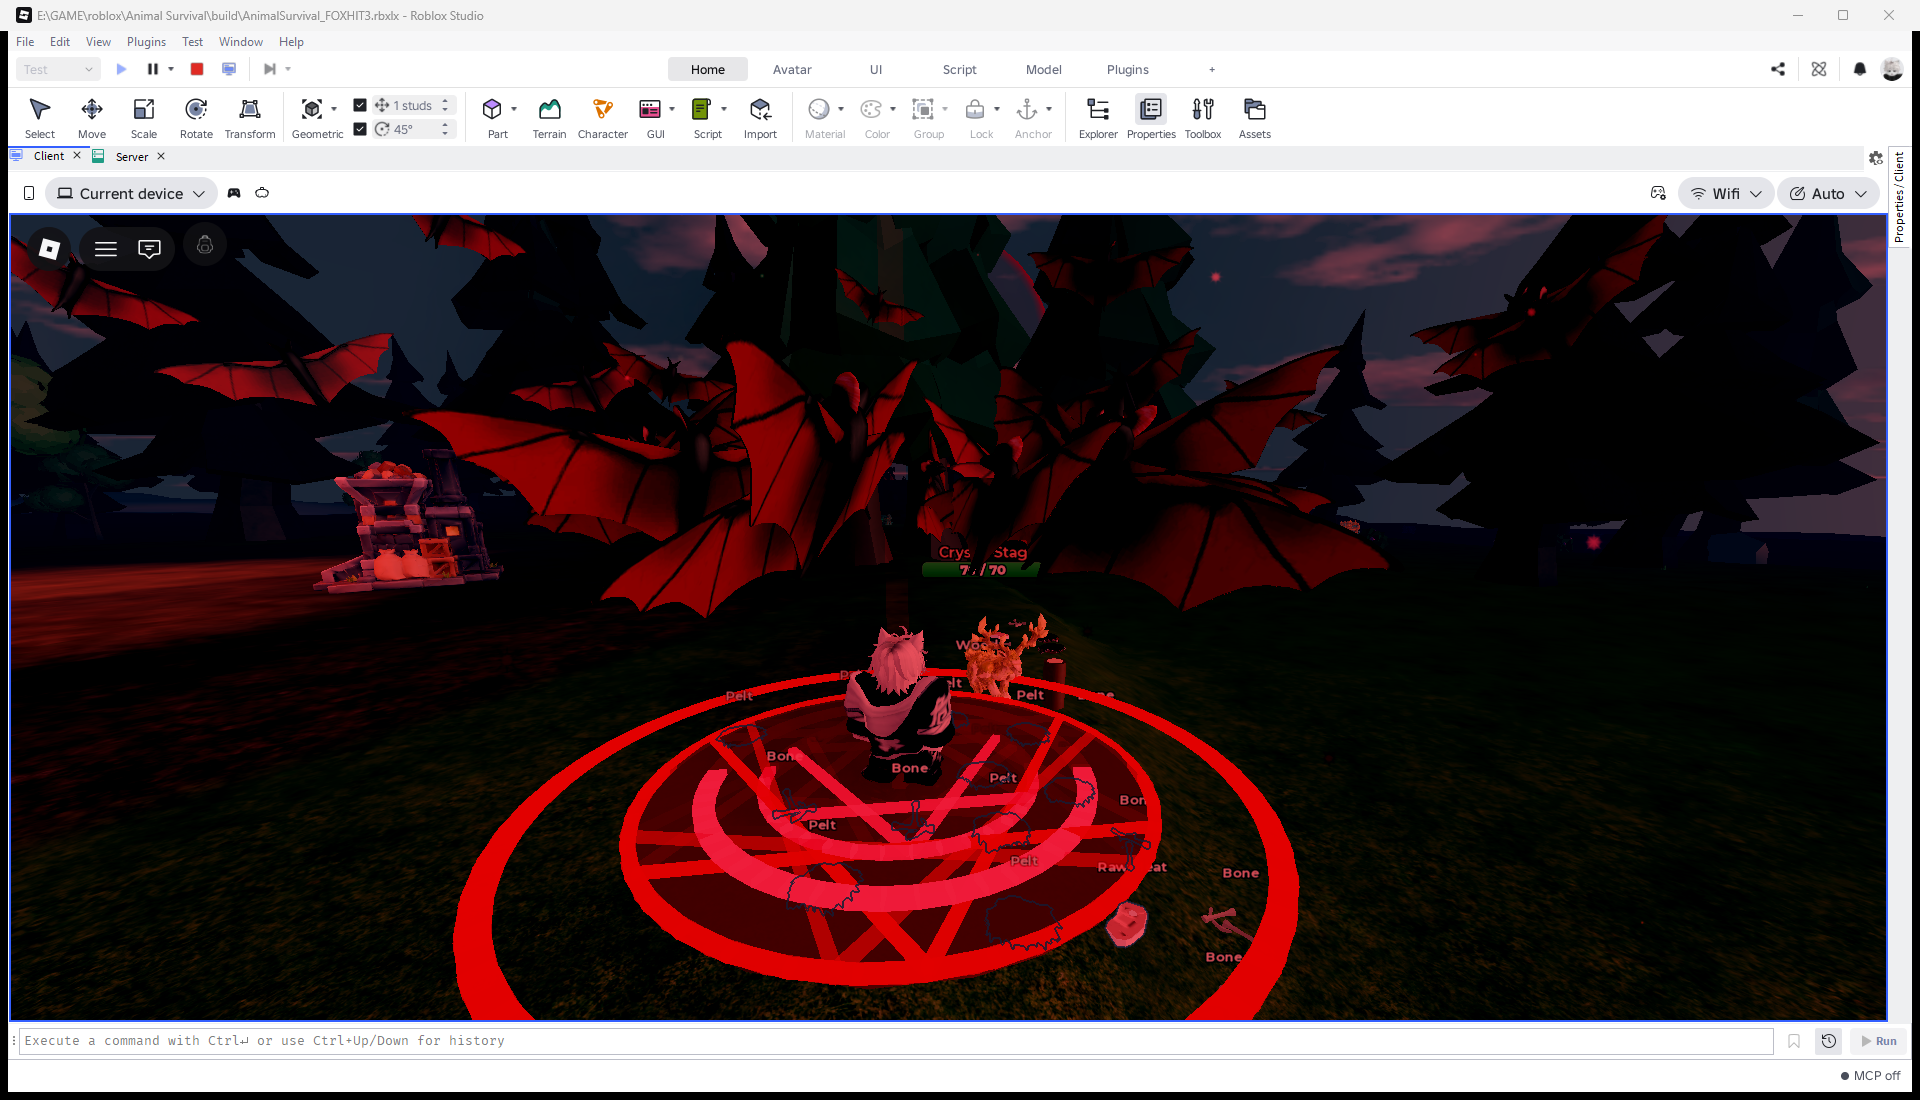 E:\GAME\roblox\Animal Survival\build\AnimalSurvival_FOXHIT3.rbxlx - Roblox Studio
File Edit View Plugins Test Window Help
Test
Home Avatar UI Script Model Plugins +
1 studs
45°
Select Move Scale Rotate Transform Geometric Part Terrain Character GUI Script Import Material Color Group Lock Anchor Explorer Properties Toolbox Assets
Client Server
Properties / Client
Current device
Wifi Auto
Stag
/ 70
Pelt
Pelt
Bone
Bone
Pelt
Pelt
Pelt
Bone
Bone
Execute a command with Ctrl↵ or use Ctrl+Up/Down for history
Run
MCP off